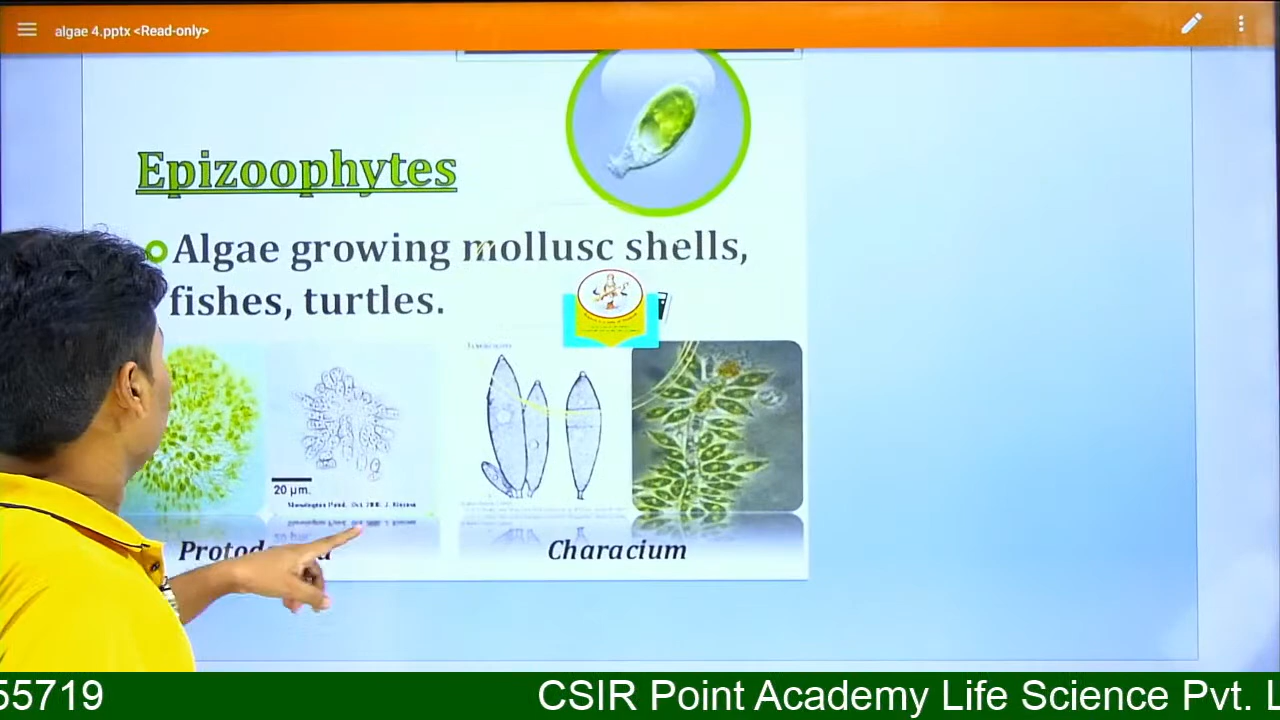 algae 4.pptx <Read-only>
Epizoophytes
Algae growing mollusc shells,
fishes, turtles.
20 µm.
Characium
55719
CSIR Point Academy Life Science Pvt. L